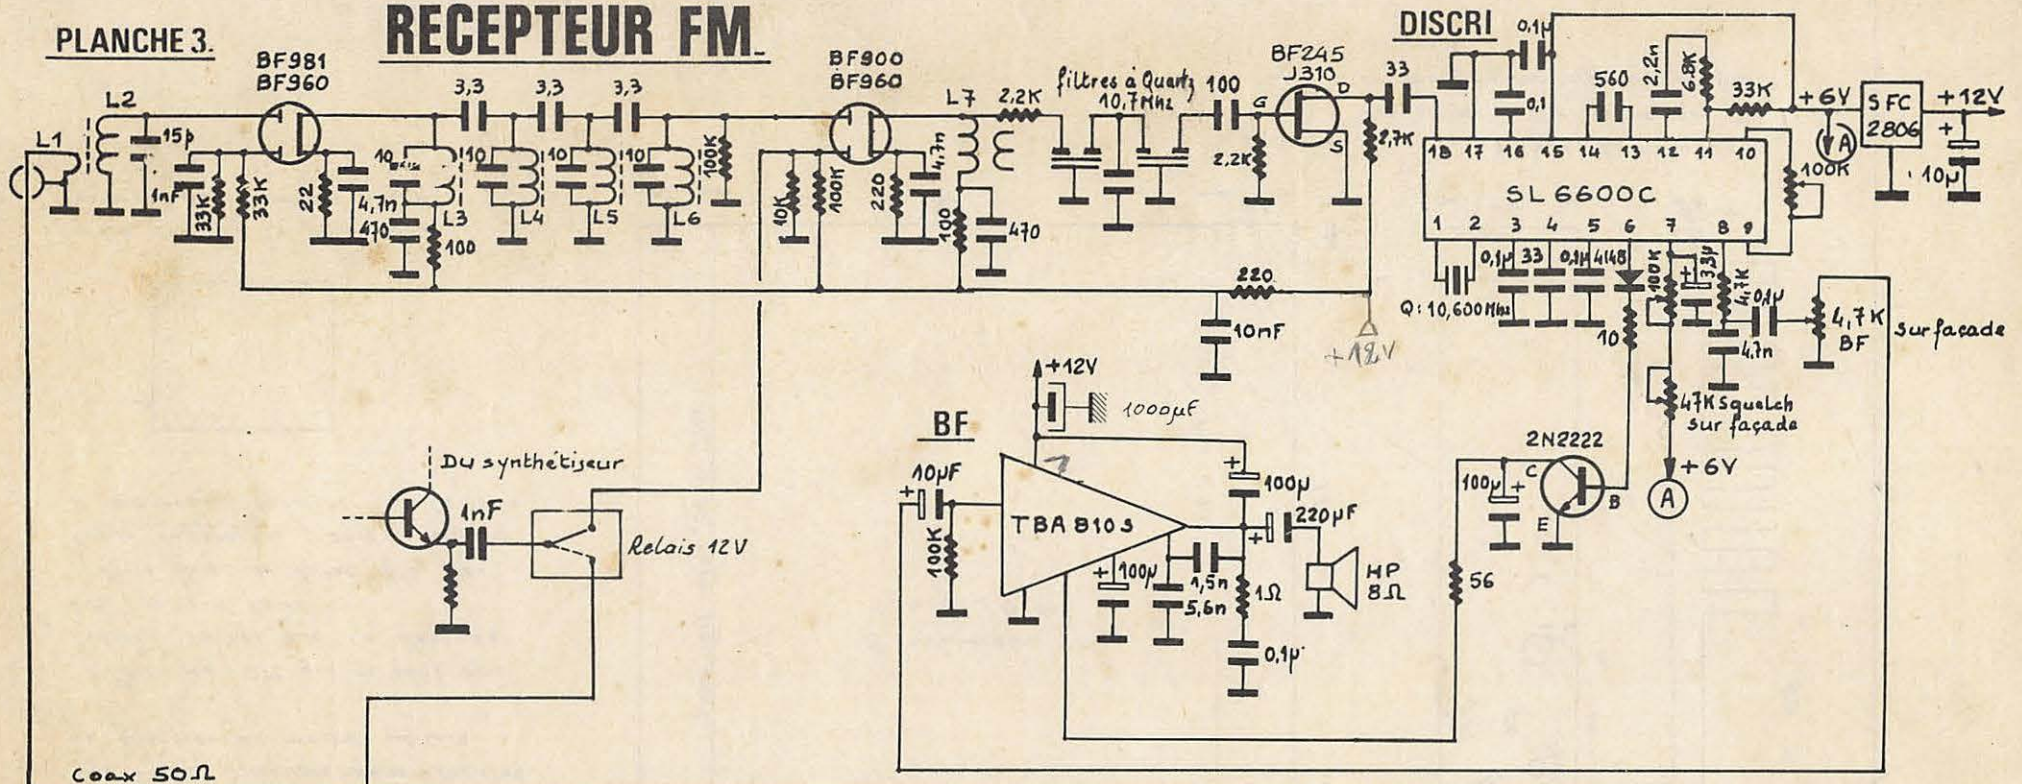 PLANCHE 3.
RECEPTEUR FM.
DISCRI
BF981
BF960
3,3
3,3
3,3
BF900
BF960
filtres à Quartz
10,7Mhz
100
BF245
J310
33
0,1µ
560
2,2n
6.8K
33K
+6V
SFC
2806
+12V
L1
L2
15p
1nF
33K
33K
22
4,7n
10
470
L3
100
10
L4
10
L5
10
L6
100K
10K
100K
220
4,7n
L7
2,2K
100
470
2,2K
G
D
S
2,7K
0,1
18 17 16 15 14 13 12 11 10
SL6600C
1 2 3 4 5 6 7 8 9
100K
A
10µ
Q: 10,600Mhz
0,1µ
33
0,1µ
4148
100K
3,3µ
4,7K
0,1µ
4,7n
4,7K
BF
Sur façade
10
220
10nF
+12V
47K Squelch
Sur façade
+6V
A
+12V
1000µF
BF
10µF
100K
TBA 810S
7
100µ
220µF
100µ
1,5n
5,6n
1Ω
0,1µ
HP
8Ω
2N2222
C
B
E
100µ
56
Du synthétiseur
1nF
Relais 12V
Coax 50Ω